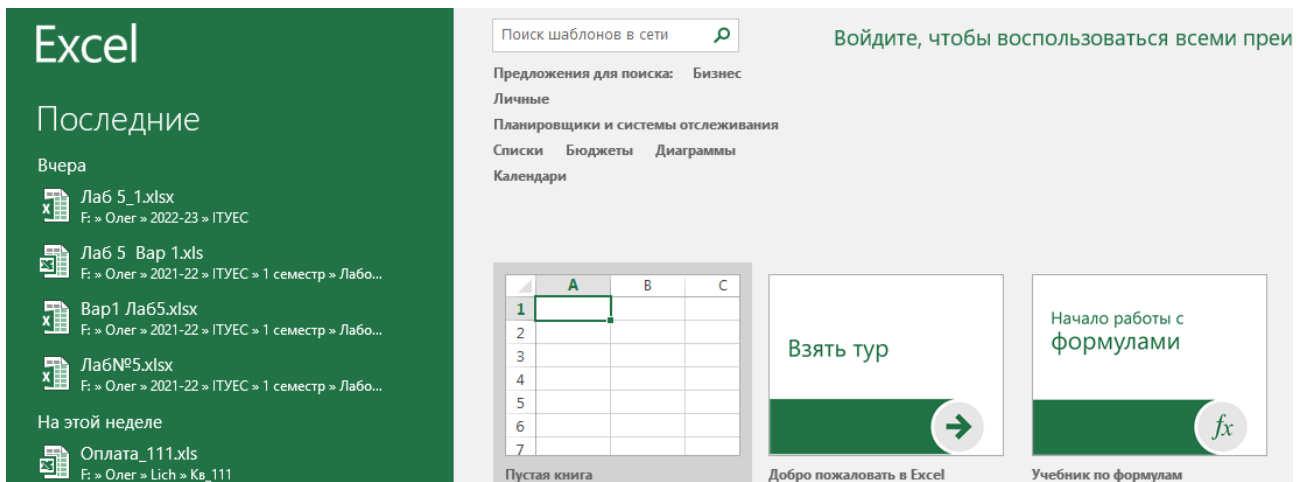 Excel
Последние
Вчера
Лаб 5_1.xlsx
F: » Олег » 2022-23 » ІТУЕС
Лаб 5 Вар 1.xls
F: » Олег » 2021-22 » ІТУЕС » 1 семестр » Лабо...
Вар1 Лаб5.xlsx
F: » Олег » 2021-22 » ІТУЕС » 1 семестр » Лабо...
Лаб№5.xlsx
F: » Олег » 2021-22 » ІТУЕС » 1 семестр » Лабо...
На этой неделе
Оплата_111.xls
F: » Олег » Lich » Кв_111
Поиск шаблонов в сети
Войдите, чтобы воспользоваться всеми преи
Предложения для поиска: Бизнес
Личные
Планировщики и системы отслеживания
Списки Бюджеты Диаграммы
Календари
A B C
1
2
3
4
5
6
7
Пустая книга
Взять тур
Добро пожаловать в Excel
Начало работы с
формулами
fx
Учебник по формулам